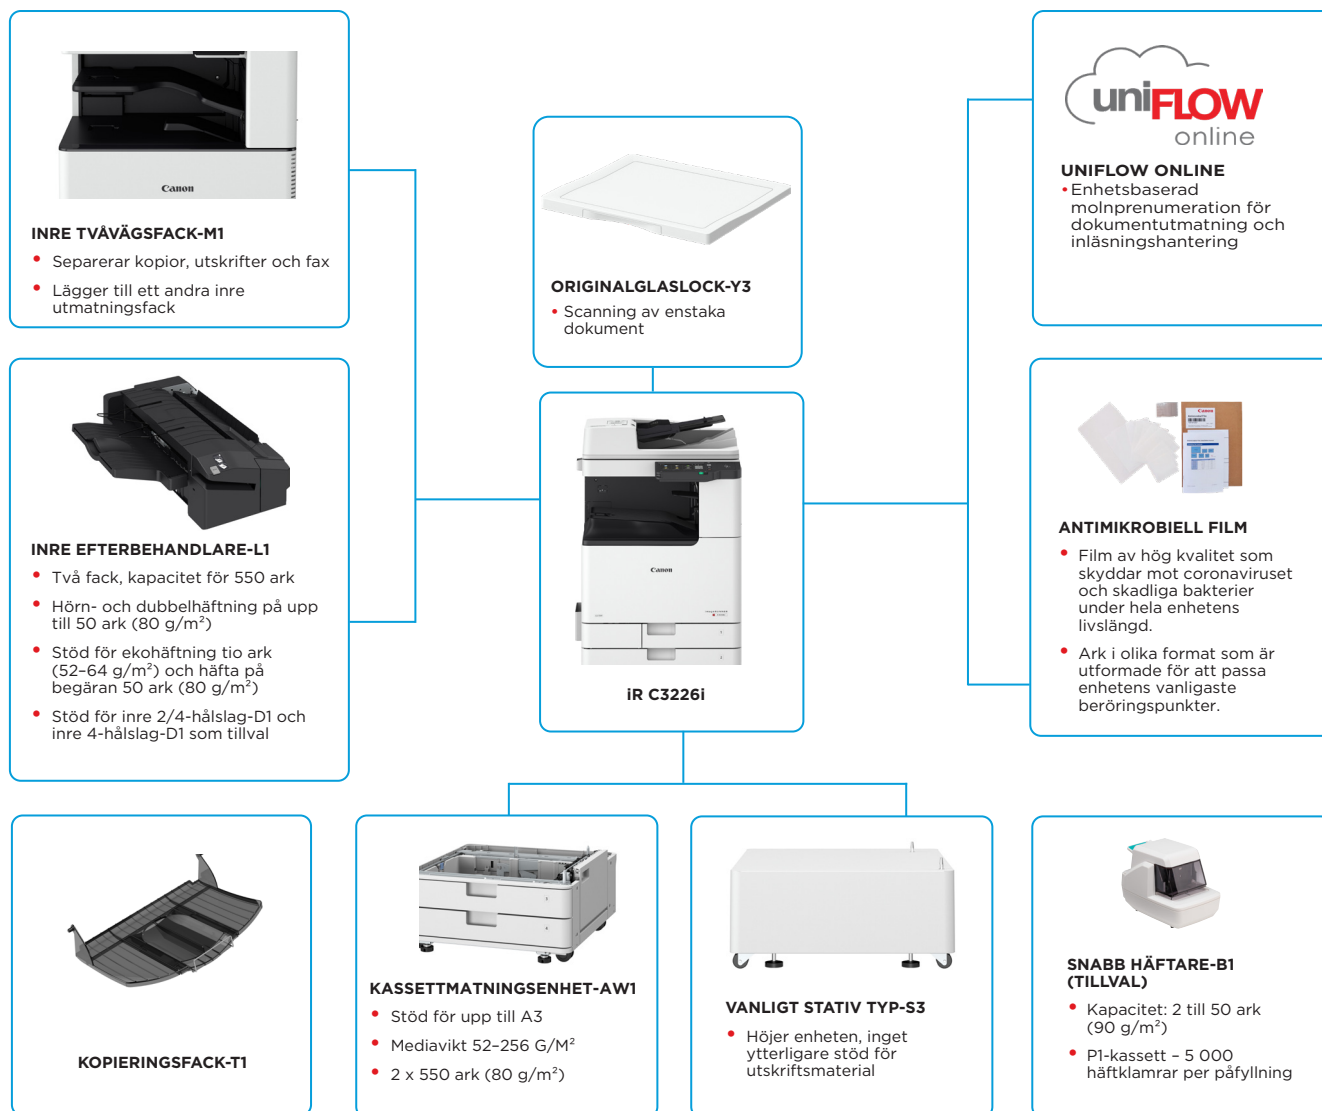 Canon
INRE TVÅVÄGSFACK-M1
• Separerar kopior, utskrifter och fax
• Lägger till ett andra inre
utmatningsfack
ORIGINALGLASLOCK-Y3
• Scanning av enstaka
dokument
uniFLOW
online
UNIFLOW ONLINE
• Enhetsbaserad
molnprenumeration för
dokumentutmatning och
inläsningshantering
INRE EFTERBEHANDLARE-L1
• Två fack, kapacitet för 550 ark
• Hörn- och dubbelhäftning på upp
till 50 ark (80 g/m²)
• Stöd för ekohäftning tio ark
(52–64 g/m²) och häfta på
begäran 50 ark (80 g/m²)
• Stöd för inre 2/4-hålslag-D1 och
inre 4-hålslag-D1 som tillval
Canon
iR C3226i
Canon
ANTIMIKROBIELL FILM
• Film av hög kvalitet som
skyddar mot coronaviruset
och skadliga bakterier
under hela enhetens
livslängd.
• Ark i olika format som är
utformade för att passa
enhetens vanligaste
beröringspunkter.
KOPIERINGSFACK-T1
KASSETTMATNINGSENHET-AW1
• Stöd för upp till A3
• Mediavikt 52–256 G/M²
• 2 x 550 ark (80 g/m²)
VANLIGT STATIV TYP-S3
• Höjer enheten, inget
ytterligare stöd för
utskriftsmaterial
SNABB HÄFTARE-B1
(TILLVAL)
• Kapacitet: 2 till 50 ark
(90 g/m²)
• P1-kassett – 5 000
häftklamrar per påfyllning